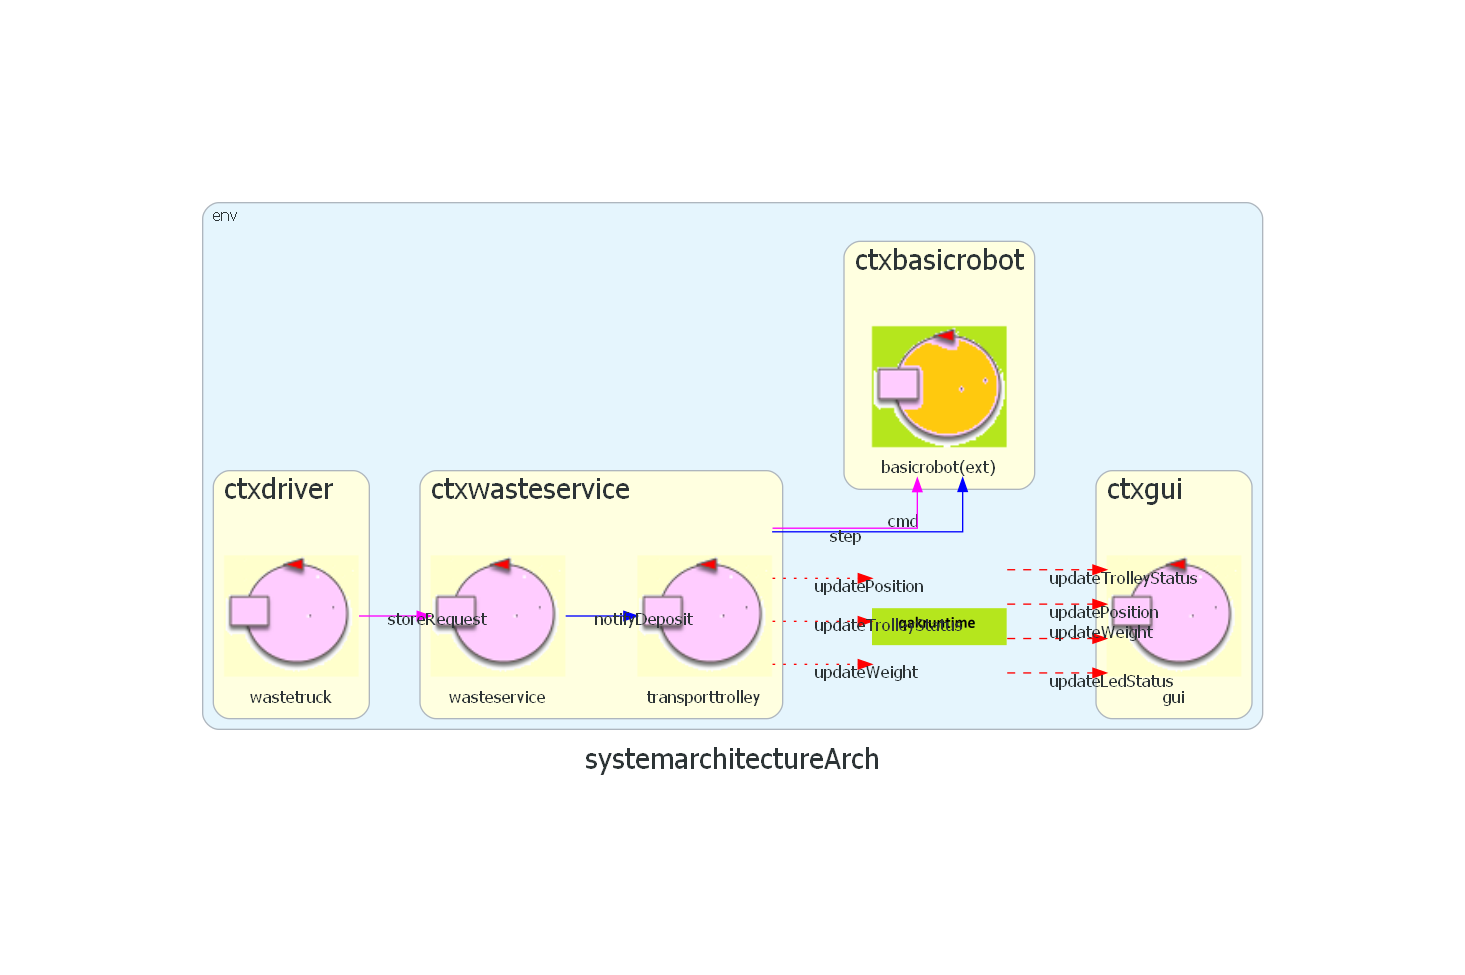 env
ctxbasicrobot
basicrobot(ext)
ctxdriver
ctxwasteservice
ctxgui
cmd
step
updatePosition
updateTrolleyStatus
updateWeight
qakruntime
updateTrolleyStatus
updatePosition
updateWeight
updateLedStatus
storeRequest
notifyDeposit
wastetruck
wasteservice
transporttrolley
gui
systemarchitectureArch